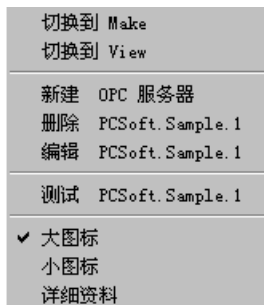 切换到 Make
切换到 View
新建 OPC 服务器
删除 PCSoft.Sample.1
编辑 PCSoft.Sample.1
测试 PCSoft.Sample.1
大图标
小图标
详细资料